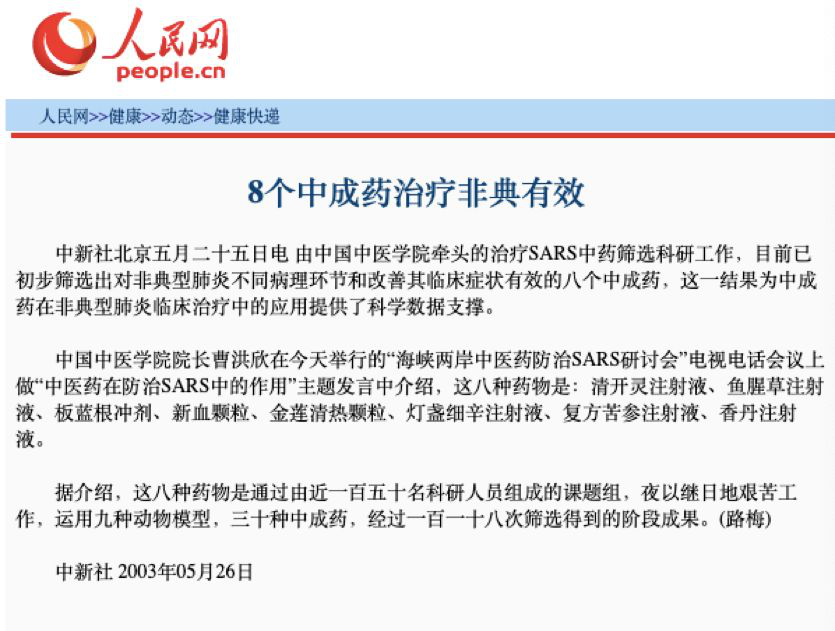 人民网
people.cn
人民网>>健康>>动态>>健康快递
8个中成药治疗非典有效
中新社北京五月二十五日电 由中国中医学院牵头的治疗SARS中药筛选科研工作，目前已
初步筛选出对非典型肺炎不同病理环节和改善其临床症状有效的八个中成药，这一结果为中成
药在非典型肺炎临床治疗中的应用提供了科学数据支撑。
中国中医学院院长曹洪欣在今天举行的“海峡两岸中医药防治SARS研讨会”电视电话会议上
做“中医药在防治SARS中的作用”主题发言中介绍，这八种药物是：清开灵注射液、鱼腥草注射
液、板蓝根冲剂、新血颗粒、金莲清热颗粒、灯盏细辛注射液、复方苦参注射液、香丹注射
液。
据介绍，这八种药物是通过由近一百五十名科研人员组成的课题组，夜以继日地艰苦工
作，运用九种动物模型，三十种中成药，经过一百一十八次筛选得到的阶段成果。(路梅)
中新社 2003年05月26日